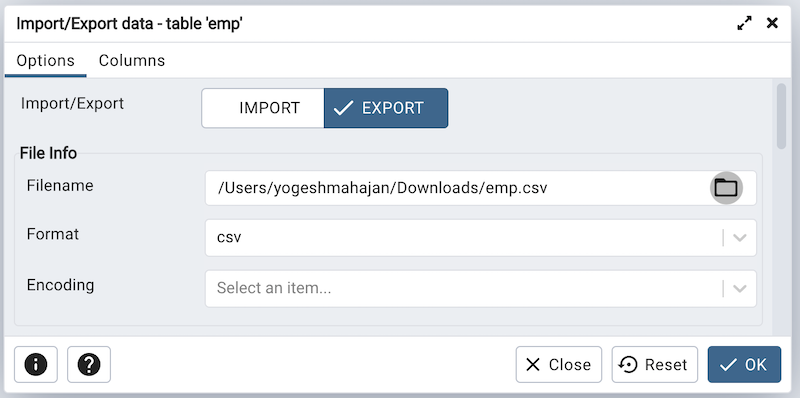 Import/Export data - table 'emp'
Options Columns
Import/Export IMPORT EXPORT
File Info
Filename /Users/yogeshmahajan/Downloads/emp.csv
Format csv
Encoding Select an item...
Close Reset OK